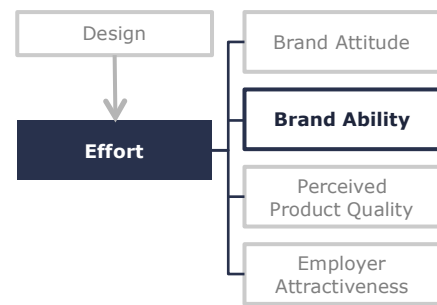 Design
Effort
Brand Attitude
Brand Ability
Perceived
Product Quality
Employer
Attractiveness